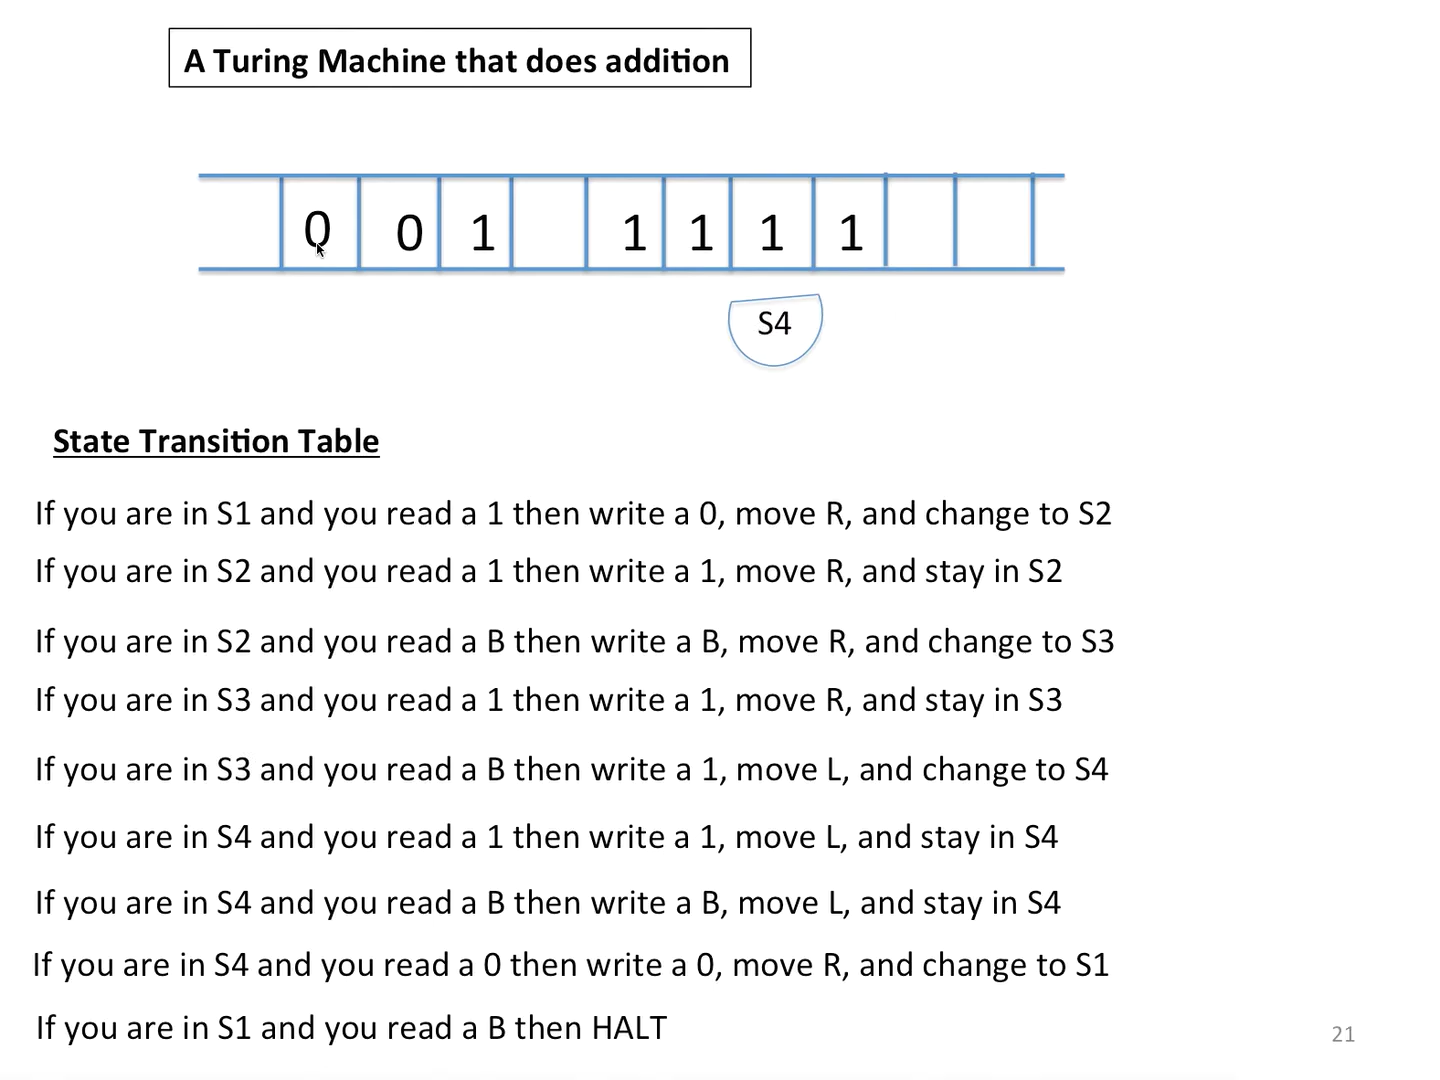 A Turing Machine that does addition
0 0 1 1 1 1 1
S4
State Transition Table
If you are in S1 and you read a 1 then write a 0, move R, and change to S2
If you are in S2 and you read a 1 then write a 1, move R, and stay in S2
If you are in S2 and you read a B then write a B, move R, and change to S3
If you are in S3 and you read a 1 then write a 1, move R, and stay in S3
If you are in S3 and you read a B then write a 1, move L, and change to S4
If you are in S4 and you read a 1 then write a 1, move L, and stay in S4
If you are in S4 and you read a B then write a B, move L, and stay in S4
If you are in S4 and you read a 0 then write a 0, move R, and change to S1
If you are in S1 and you read a B then HALT
21